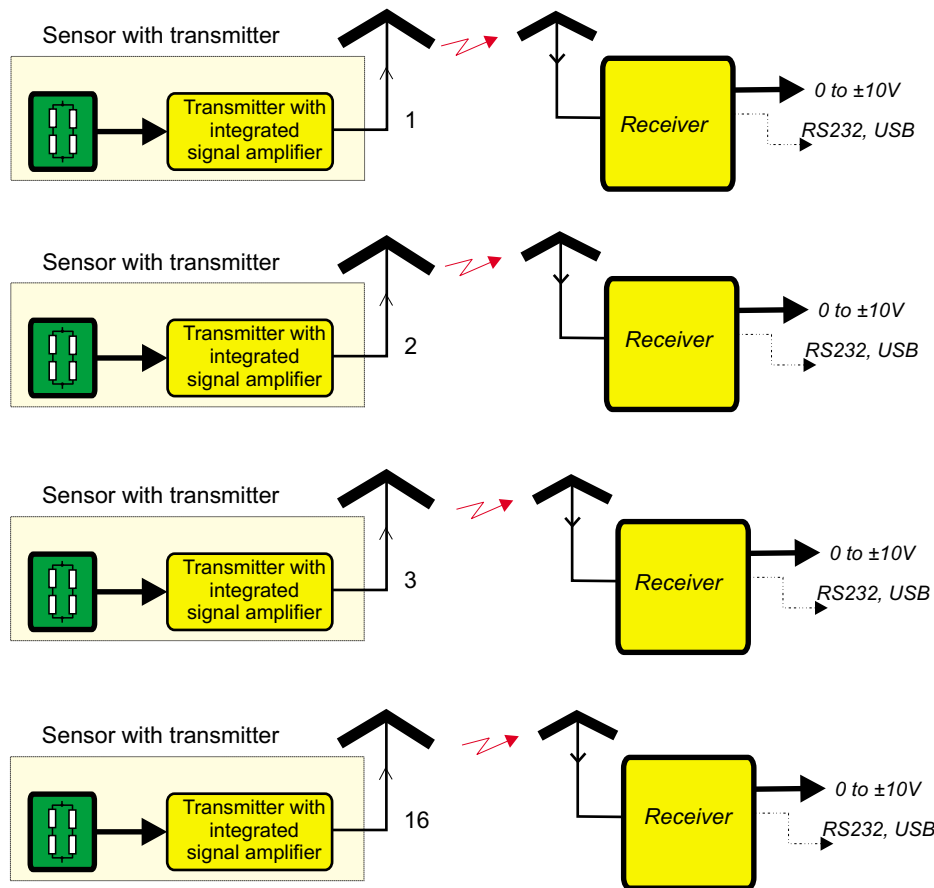 Sensor with transmitter
Transmitter with
integrated
signal amplifier
1
Receiver
0 to ±10V
RS232, USB
Sensor with transmitter
Transmitter with
integrated
signal amplifier
2
Receiver
0 to ±10V
RS232, USB
Sensor with transmitter
Transmitter with
integrated
signal amplifier
3
Receiver
0 to ±10V
RS232, USB
Sensor with transmitter
Transmitter with
integrated
signal amplifier
16
Receiver
0 to ±10V
RS232, USB